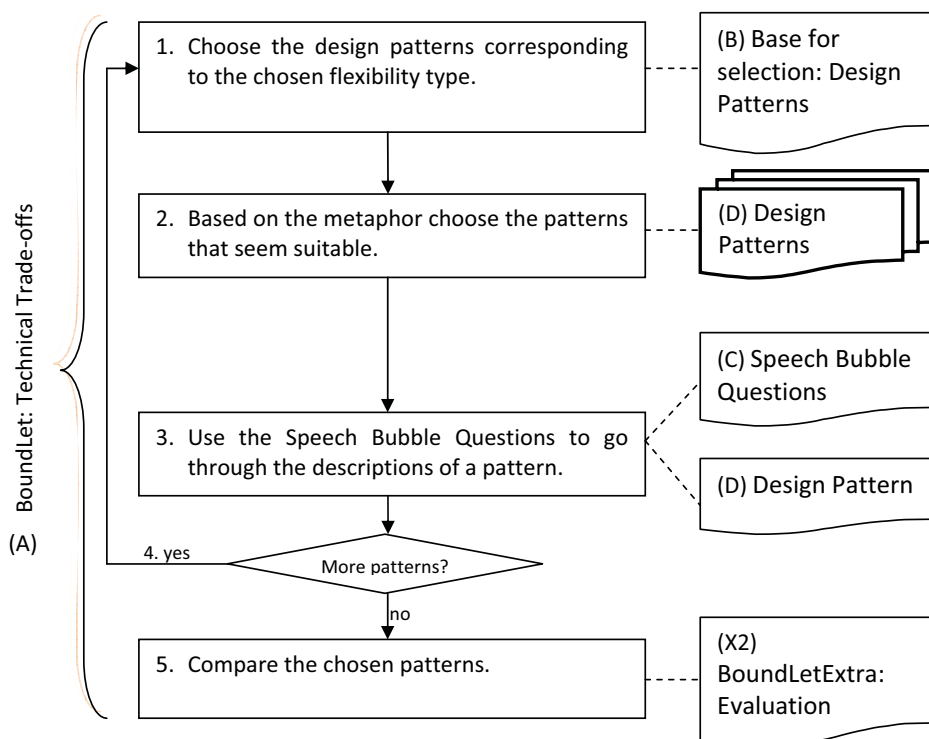 1. Choose the design patterns corresponding
to the chosen flexibility type.
(B) Base for
selection: Design
Patterns
2. Based on the metaphor choose the patterns
that seem suitable.
(D) Design
Patterns
(C) Speech Bubble
Questions
3. Use the Speech Bubble Questions to go
through the descriptions of a pattern.
(D) Design Pattern
(A) BoundLet: Technical Trade-offs
4. yes
More patterns?
no
5. Compare the chosen patterns.
(X2)
BoundLetExtra:
Evaluation